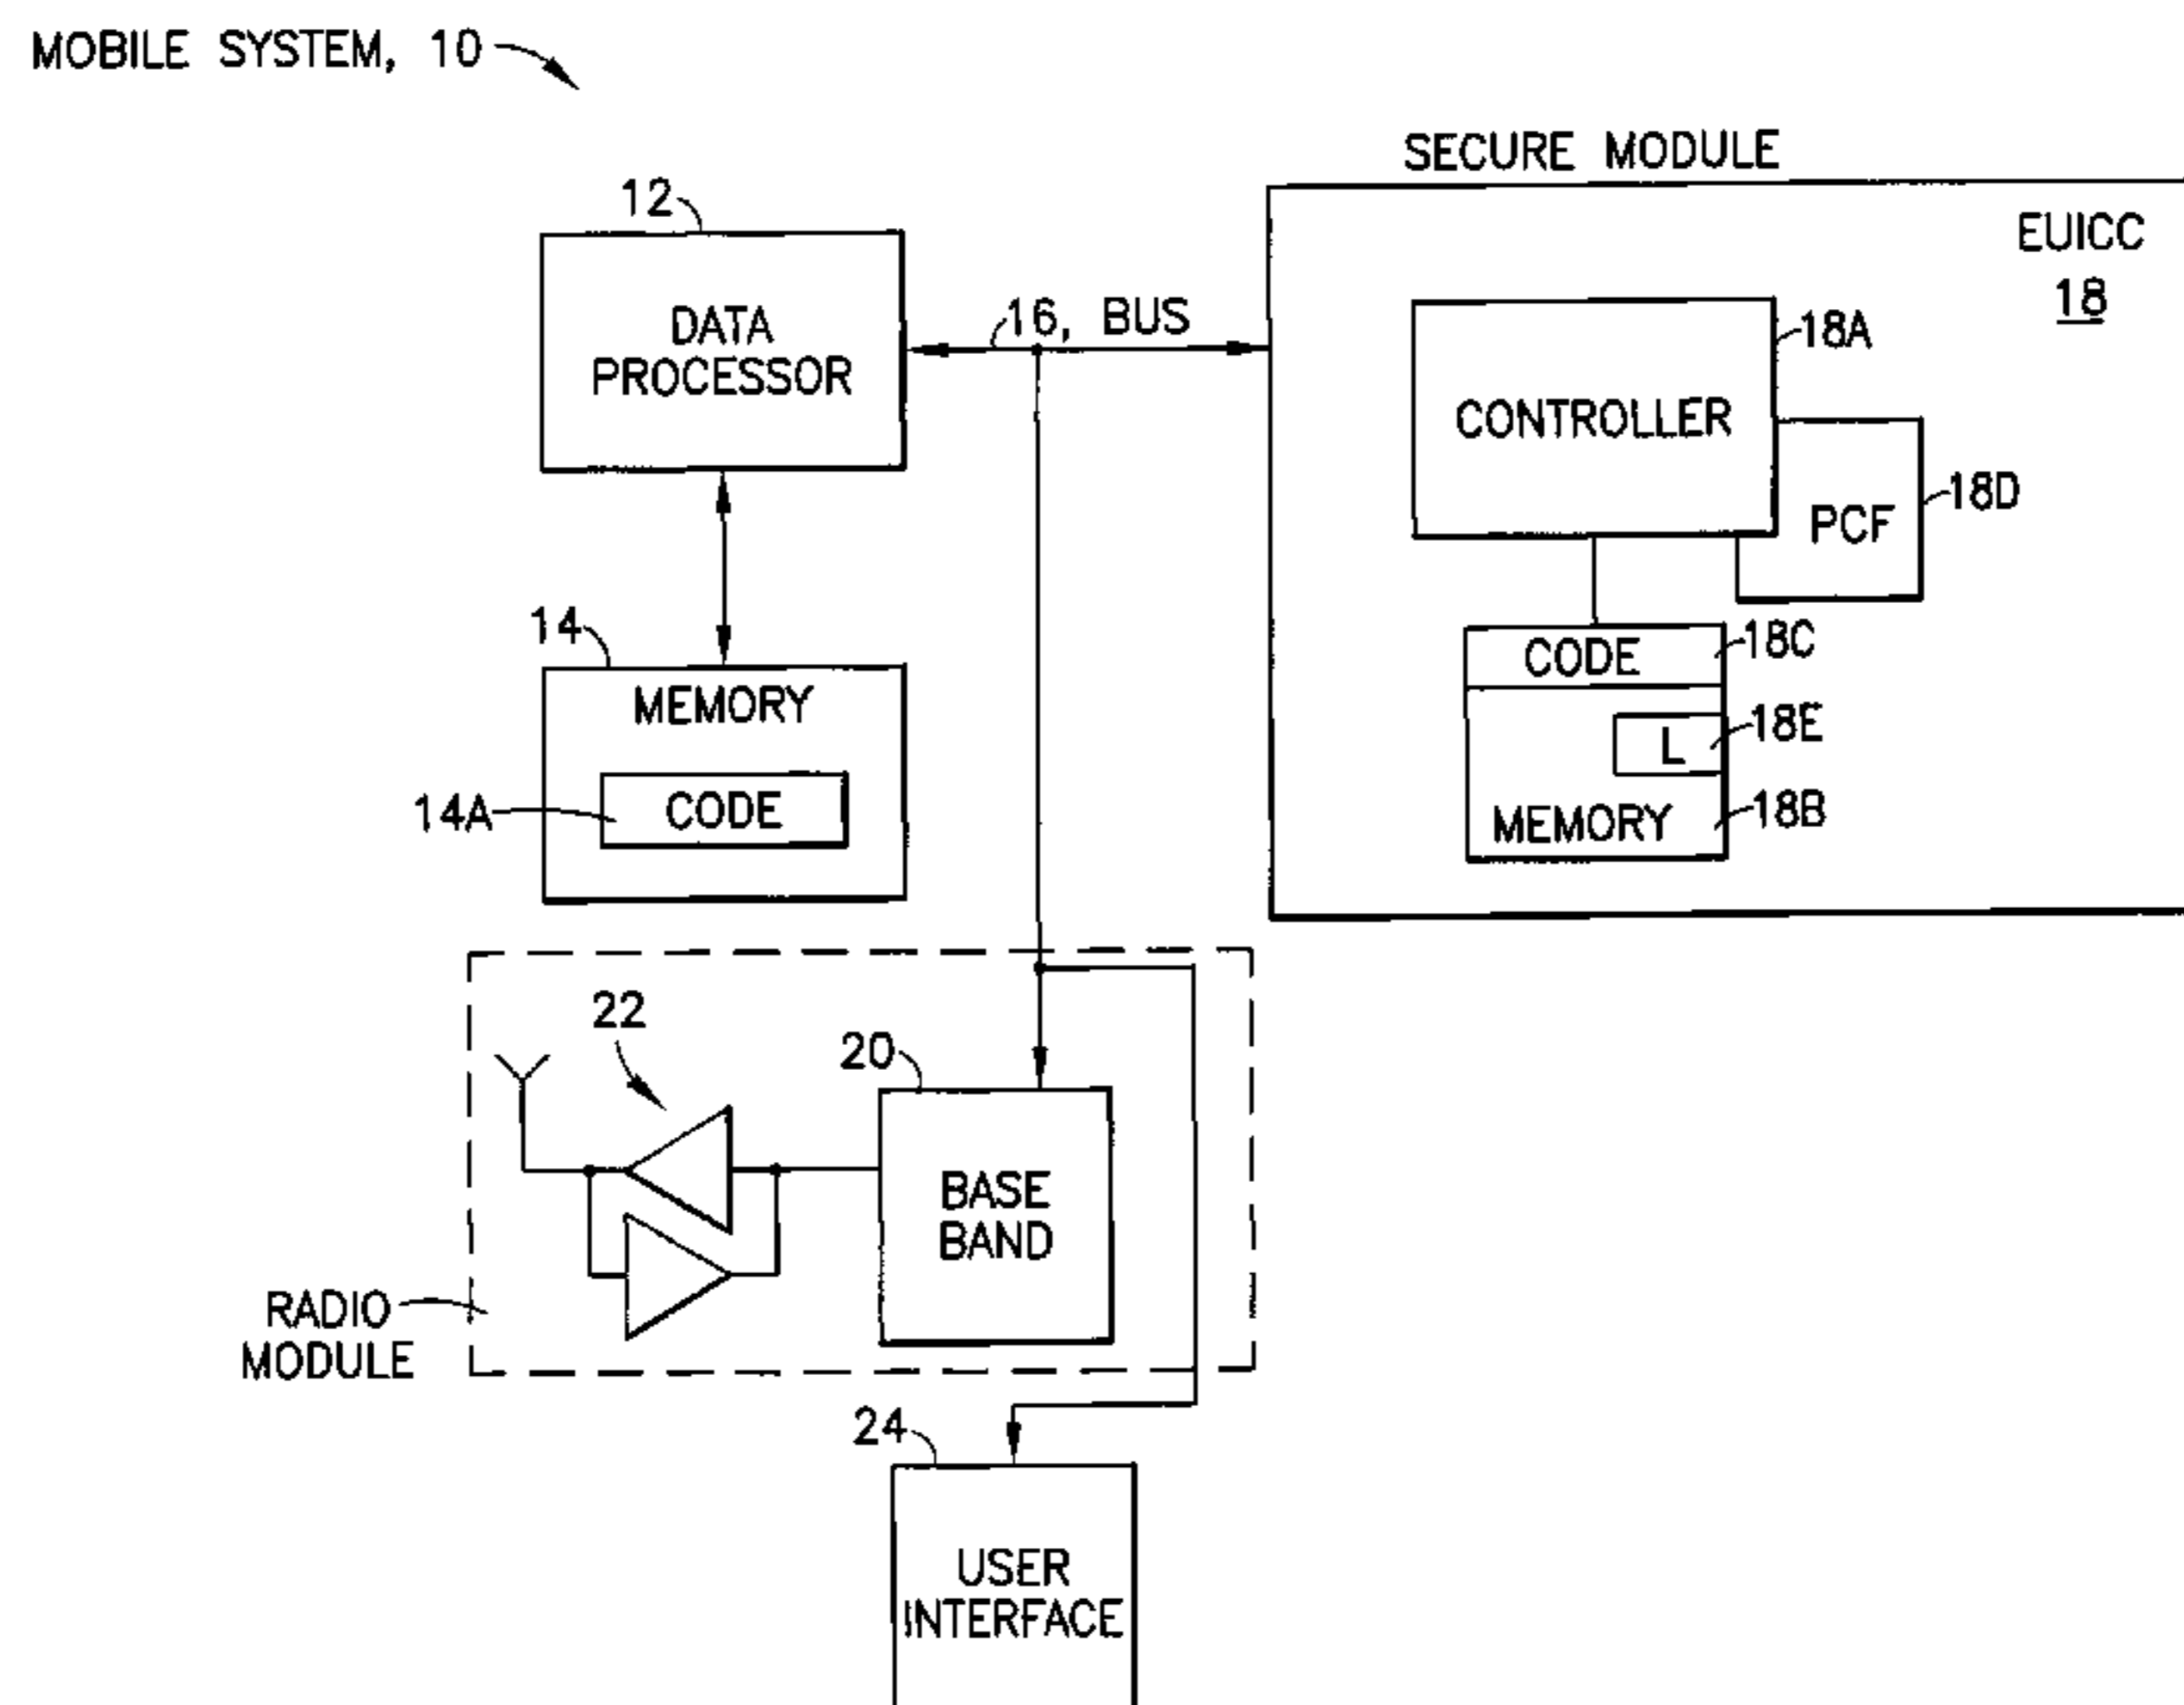 MOBILE SYSTEM, 10
SECURE MODULE
EUICC
18
12
DATA
PROCESSOR
16, BUS
18A
CONTROLLER
18D
PCF
14
MEMORY
14A
CODE
18C
CODE
18E
L
18B
MEMORY
22
20
BASE
BAND
RADIO
MODULE
24
USER
INTERFACE